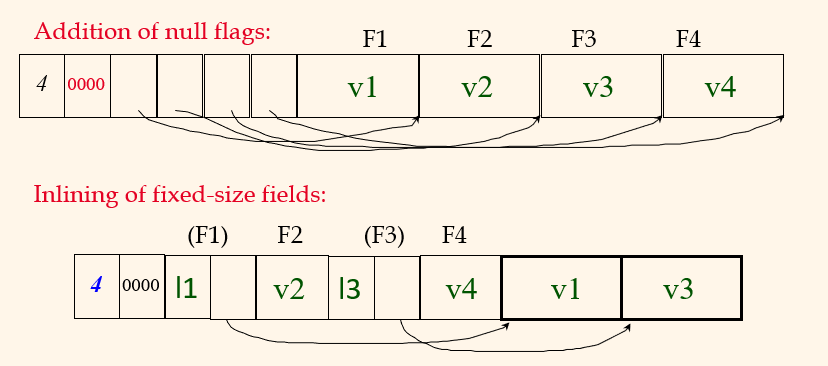 Addition of null flags:
F1 F2 F3 F4
4 0000 v1 v2 v3 v4
Inlining of fixed-size fields:
(F1) F2 (F3) F4
4 0000 l1 v2 l3 v4 v1 v3